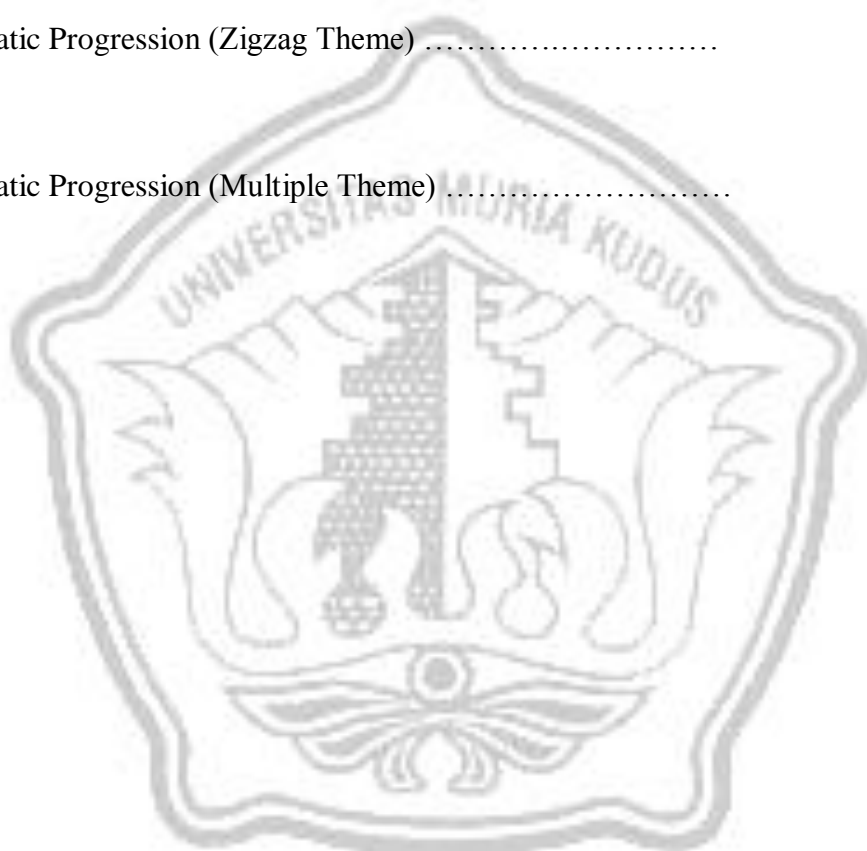 atic Progression (Zigzag Theme) ……………………………
atic Progression (Multiple Theme) …………………………
UNIVERSITAS MURIA KUDUS